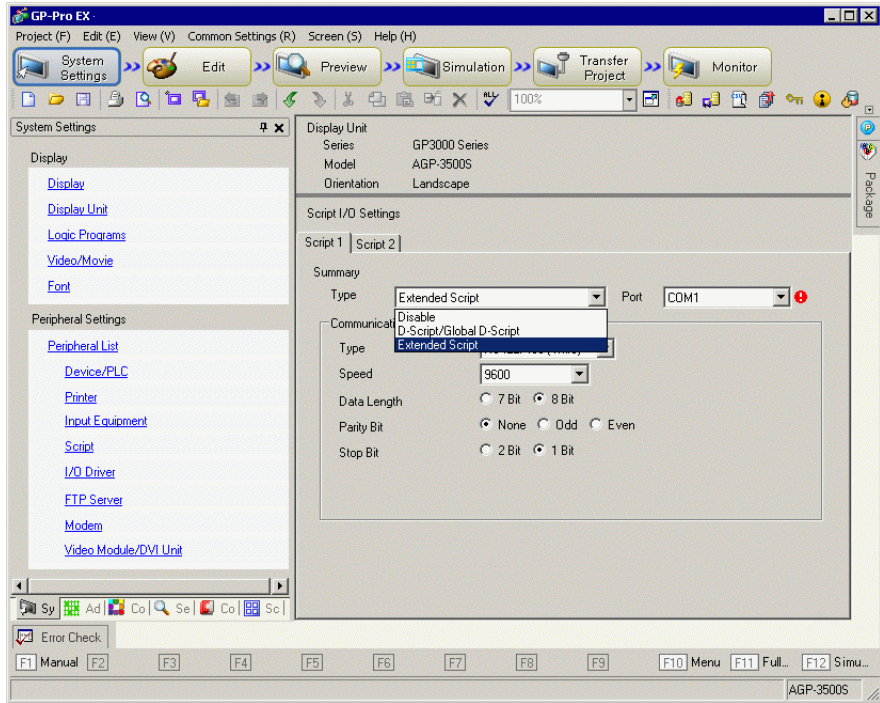 GP-Pro EX -
Project (F) Edit (E) View (V) Common Settings (R) Screen (S) Help (H)
System Settings
Edit
Preview
Simulation
Transfer Project
Monitor
ALL
100%
CSV
System Settings
Display
Display
Display Unit
Logic Programs
Video/Movie
Font
Peripheral Settings
Peripheral List
Device/PLC
Printer
Input Equipment
Script
I/O Driver
FTP Server
Modem
Video Module/DVI Unit
Sy Ad Co Se Co Sc
Display Unit
Series GP3000 Series
Model AGP-3500S
Orientation Landscape
Script I/O Settings
Script 1 Script 2
Summary
Type Extended Script Port COM1
Disable
D-Script/Global D-Script
Extended Script
Communicati
Type
Speed 9600
Data Length 7 Bit 8 Bit
Parity Bit None Odd Even
Stop Bit 2 Bit 1 Bit
Package
Error Check
F1 Manual F2 F3 F4 F5 F6 F7 F8 F9 F10 Menu F11 Full... F12 Simu...
AGP-3500S